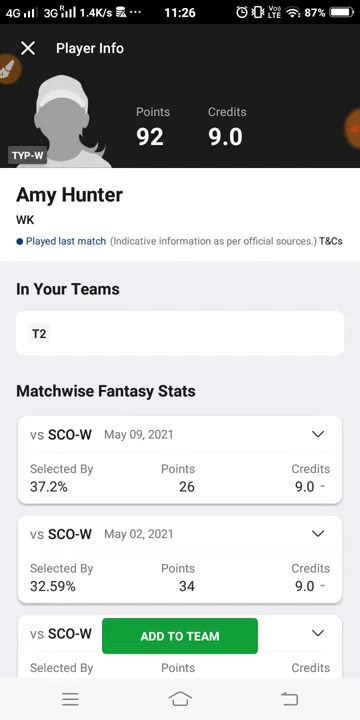 4G 3G R 1.4K/s ... 11:26 Vo) LTE 87%
Player Info
Points Credits
92 9.0
TYP-W
Amy Hunter
WK
Played last match (Indicative information as per official sources.) T&Cs
In Your Teams
T2
Matchwise Fantasy Stats
vs SCO-W May 09, 2021
Selected By Points Credits
37.2% 26 9.0 -
vs SCO-W May 02, 2021
Selected By Points Credits
32.59% 34 9.0 -
vs SCO-W
ADD TO TEAM
Selected By Points Credits